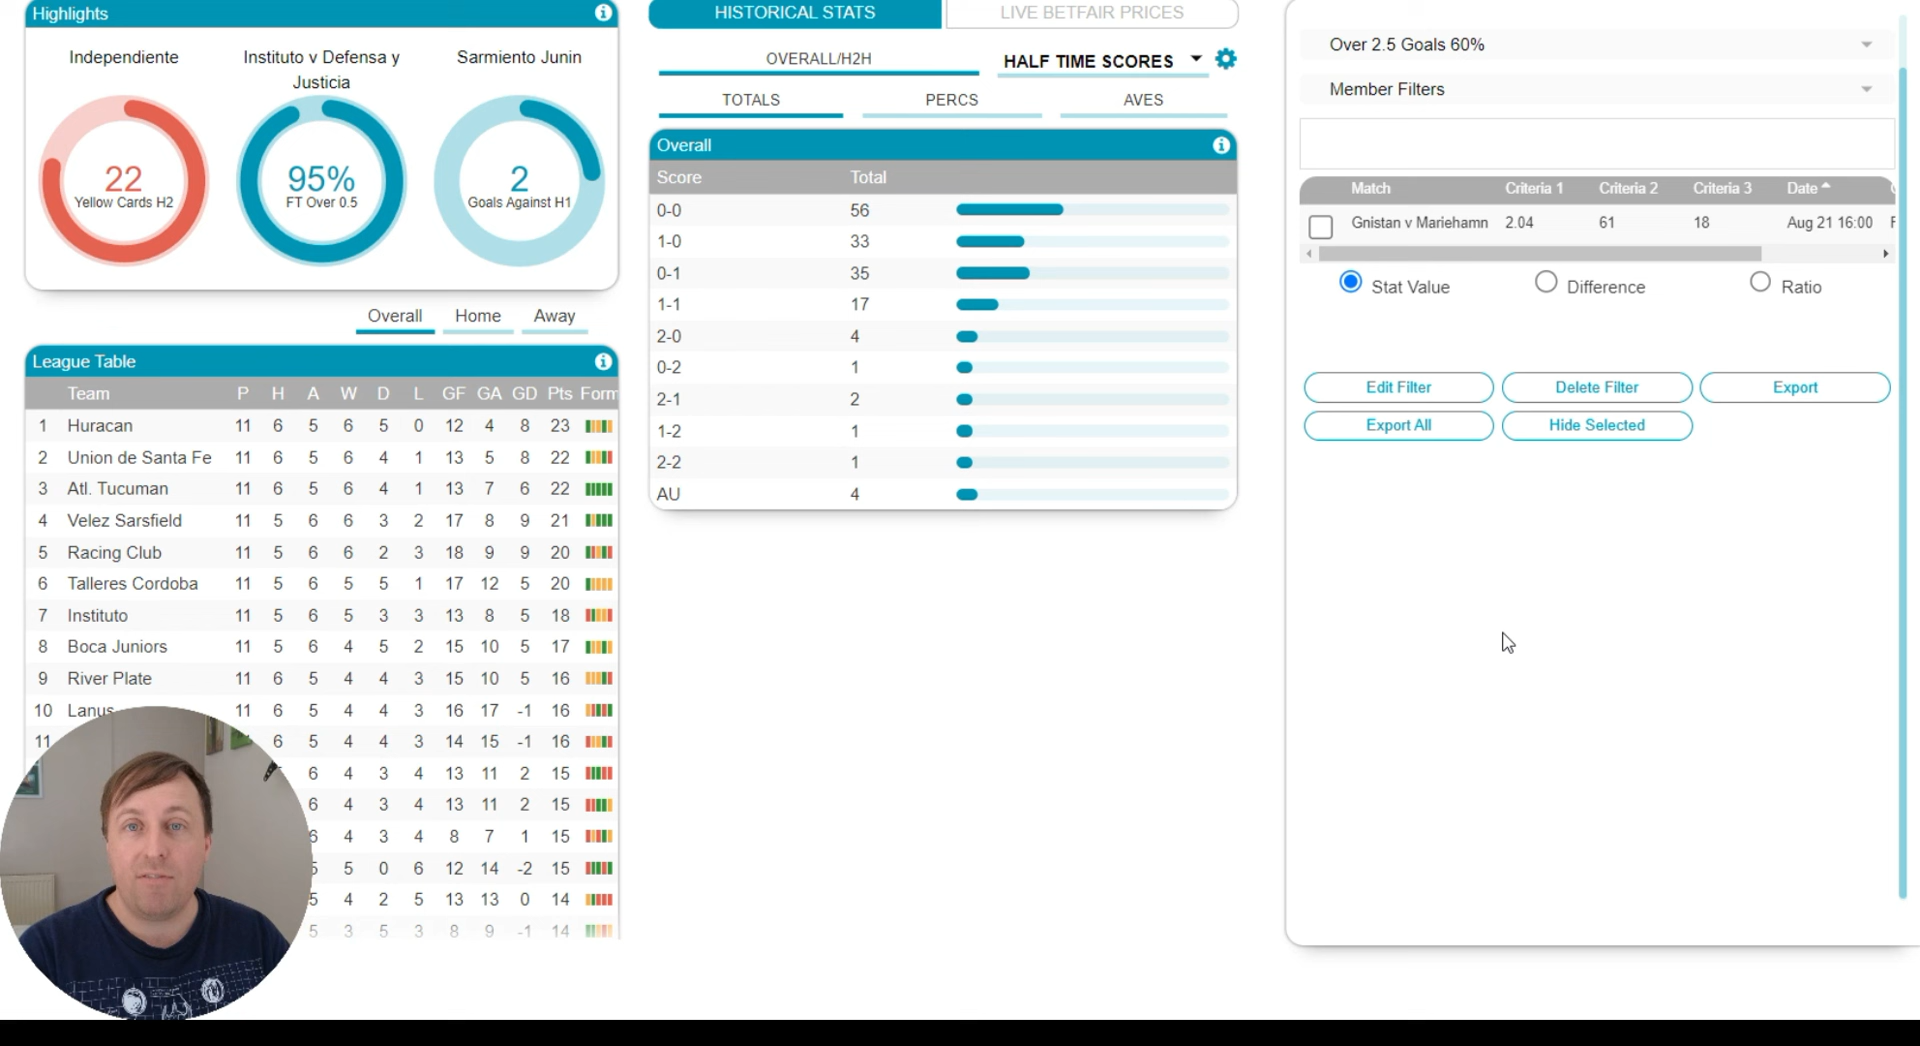 Highlights
Independiente
Instituto v Defensa y
Justicia
Sarmiento Junin
22
Yellow Cards H2
95%
FT Over 0.5
2
Goals Against H1
Overall Home Away
League Table
Team P H A W D L GF GA GD Pts Form
1 Huracan 11 6 5 6 5 0 12 4 8 23
2 Union de Santa Fe 11 6 5 6 4 1 13 5 8 22
3 Atl. Tucuman 11 6 5 6 4 1 13 7 6 22
4 Velez Sarsfield 11 5 6 6 3 2 17 8 9 21
5 Racing Club 11 5 6 6 2 3 18 9 9 20
6 Talleres Cordoba 11 5 6 5 5 1 17 12 5 20
7 Instituto 11 5 6 5 3 3 13 8 5 18
8 Boca Juniors 11 5 6 4 5 2 15 10 5 17
9 River Plate 11 6 5 4 4 3 15 10 5 16
10 Lanus 11 6 5 4 4 3 16 17 -1 16
11 6 5 4 4 3 14 15 -1 16
6 4 3 4 13 11 2 15
6 4 3 4 13 11 2 15
6 4 3 4 8 7 1 15
5 5 0 6 12 14 -2 15
5 4 2 5 13 13 0 14
5 3 5 3 8 9 -1 14
HISTORICAL STATS LIVE BETFAIR PRICES
OVERALL/H2H HALF TIME SCORES
TOTALS PERCS AVES
Overall
Score Total
0-0 56
1-0 33
0-1 35
1-1 17
2-0 4
0-2 1
2-1 2
1-2 1
2-2 1
AU 4
Over 2.5 Goals 60%
Member Filters
Match Criteria 1 Criteria 2 Criteria 3 Date
Gnistan v Mariehamn 2.04 61 18 Aug 21 16:00
Stat Value Difference Ratio
Edit Filter Delete Filter Export
Export All Hide Selected